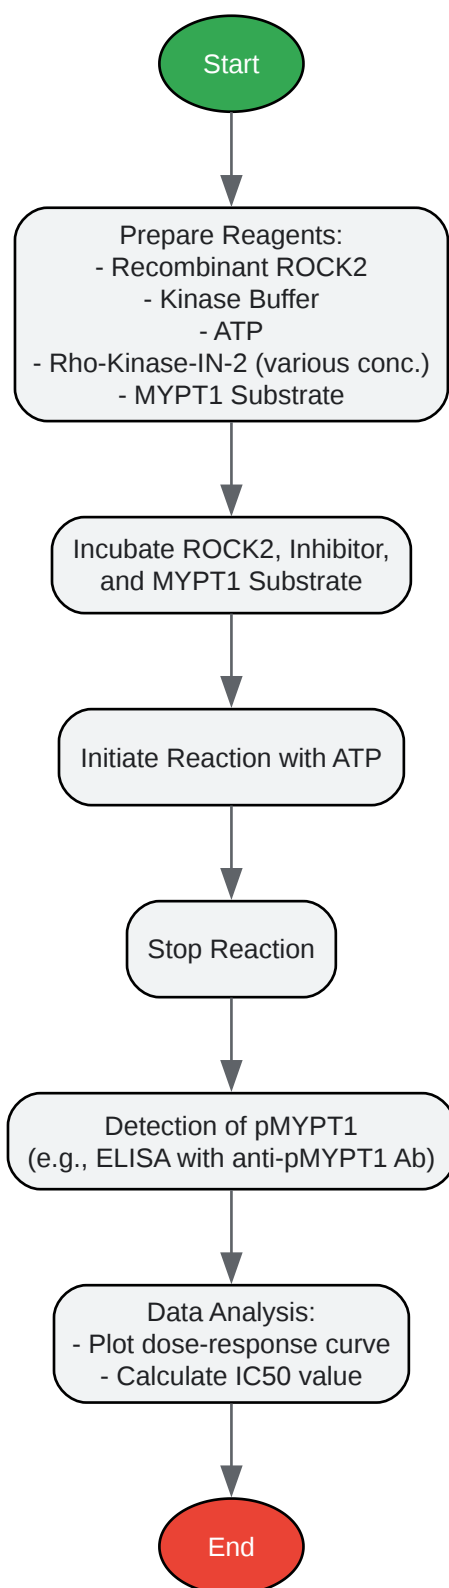 Start
Prepare Reagents:
- Recombinant ROCK2
- Kinase Buffer
- ATP
- Rho-Kinase-IN-2 (various conc.)
- MYPT1 Substrate
Incubate ROCK2, Inhibitor,
and MYPT1 Substrate
Initiate Reaction with ATP
Stop Reaction
Detection of pMYPT1
(e.g., ELISA with anti-pMYPT1 Ab)
Data Analysis:
- Plot dose-response curve
- Calculate IC50 value
End